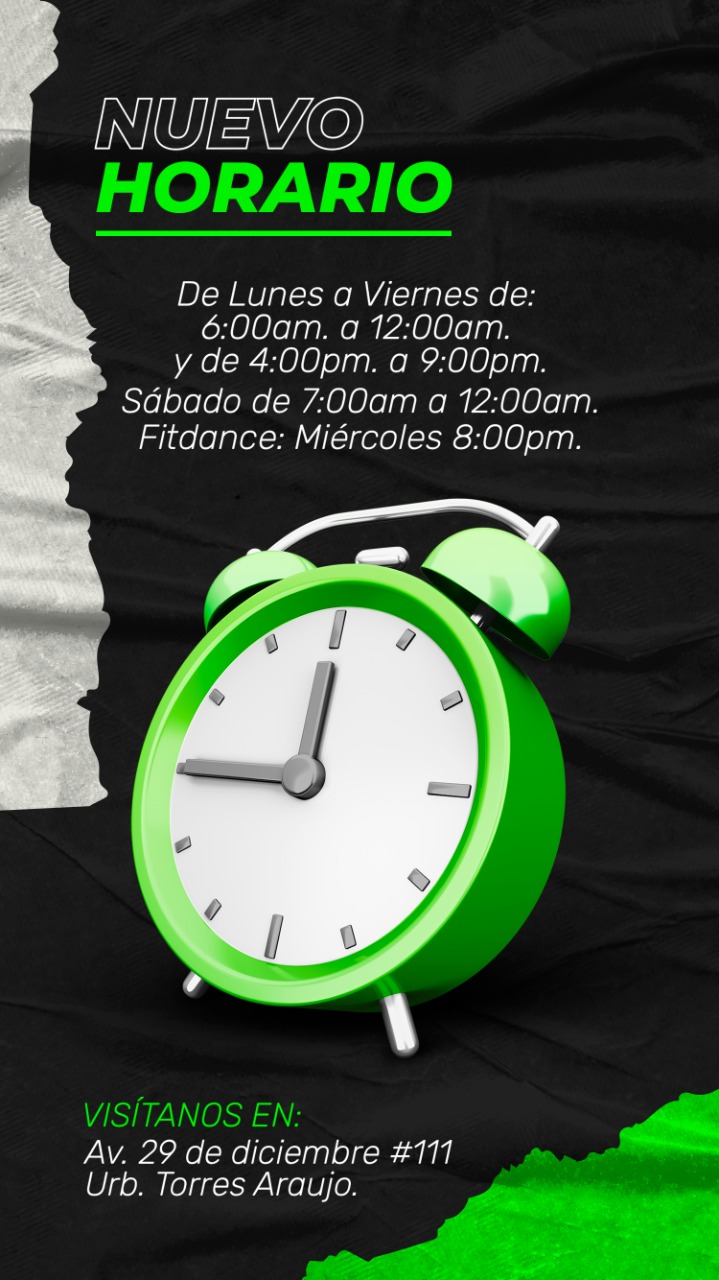 NUEVO
HORARIO
De Lunes a Viernes de:
6:00am. a 12:00am.
y de 4:00pm. a 9:00pm.
Sábado de 7:00am a 12:00am.
Fitdance: Miércoles 8:00pm.
VISÍTANOS EN:
Av. 29 de diciembre #111
Urb. Torres Araujo.